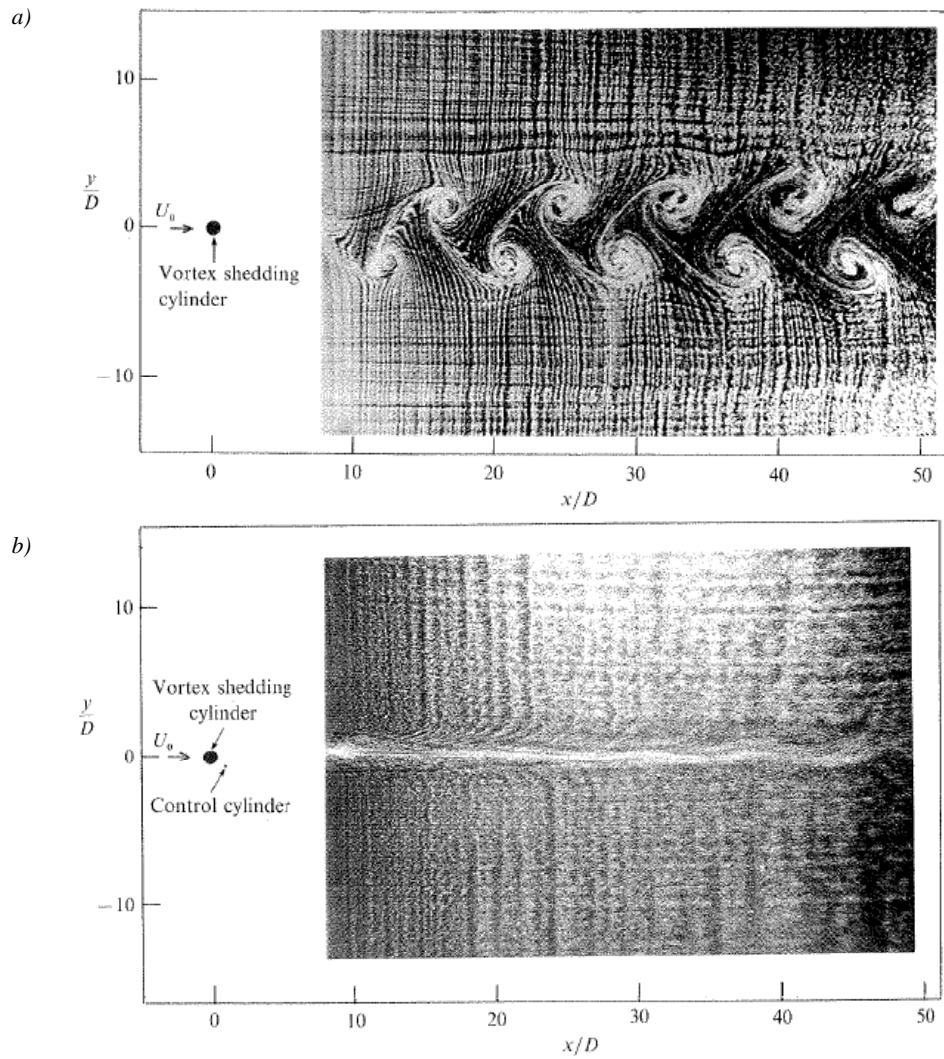 a)
10
y
D
0
U₀
Vortex shedding
cylinder
−10
0 10 20 30 40 50
x/D
b)
10
Vortex shedding
cylinder
y
D
U₀
0
Control cylinder
−10
0 10 20 30 40 50
x/D